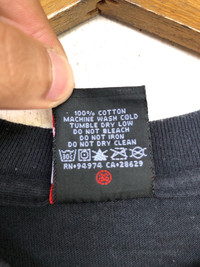 100% COTTON
MACHINE WASH COLD
TUMBLE DRY LOW
DO NOT BLEACH
DO NOT IRON
DO NOT DRY CLEAN
RN*94974 CA*28629